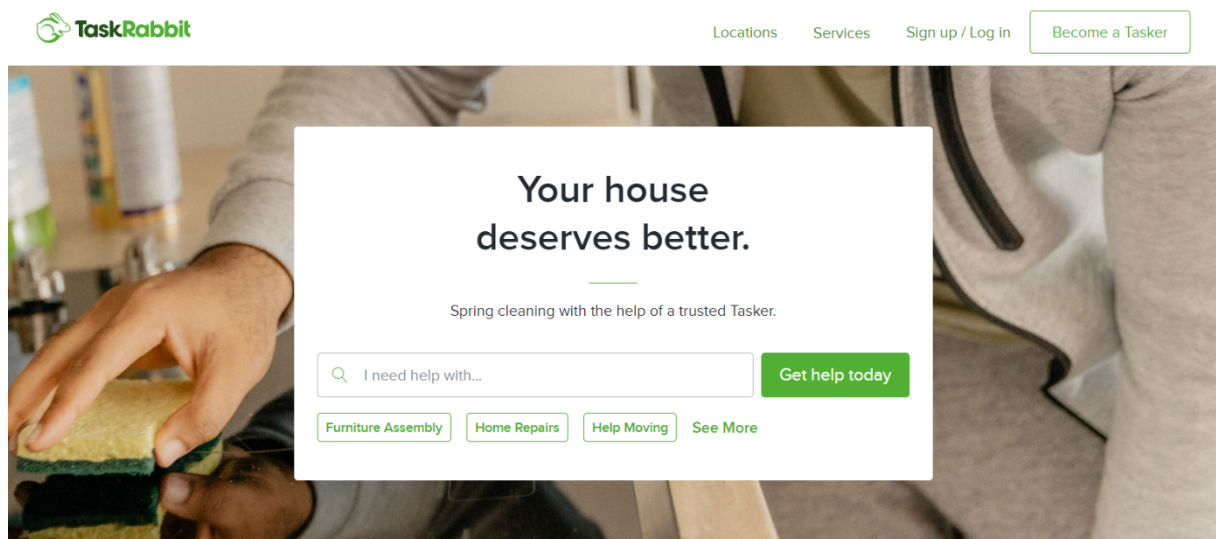 TaskRabbit
Locations
Services
Sign up / Log in
Become a Tasker
Your house
deserves better.
Spring cleaning with the help of a trusted Tasker.
I need help with...
Get help today
Furniture Assembly
Home Repairs
Help Moving
See More